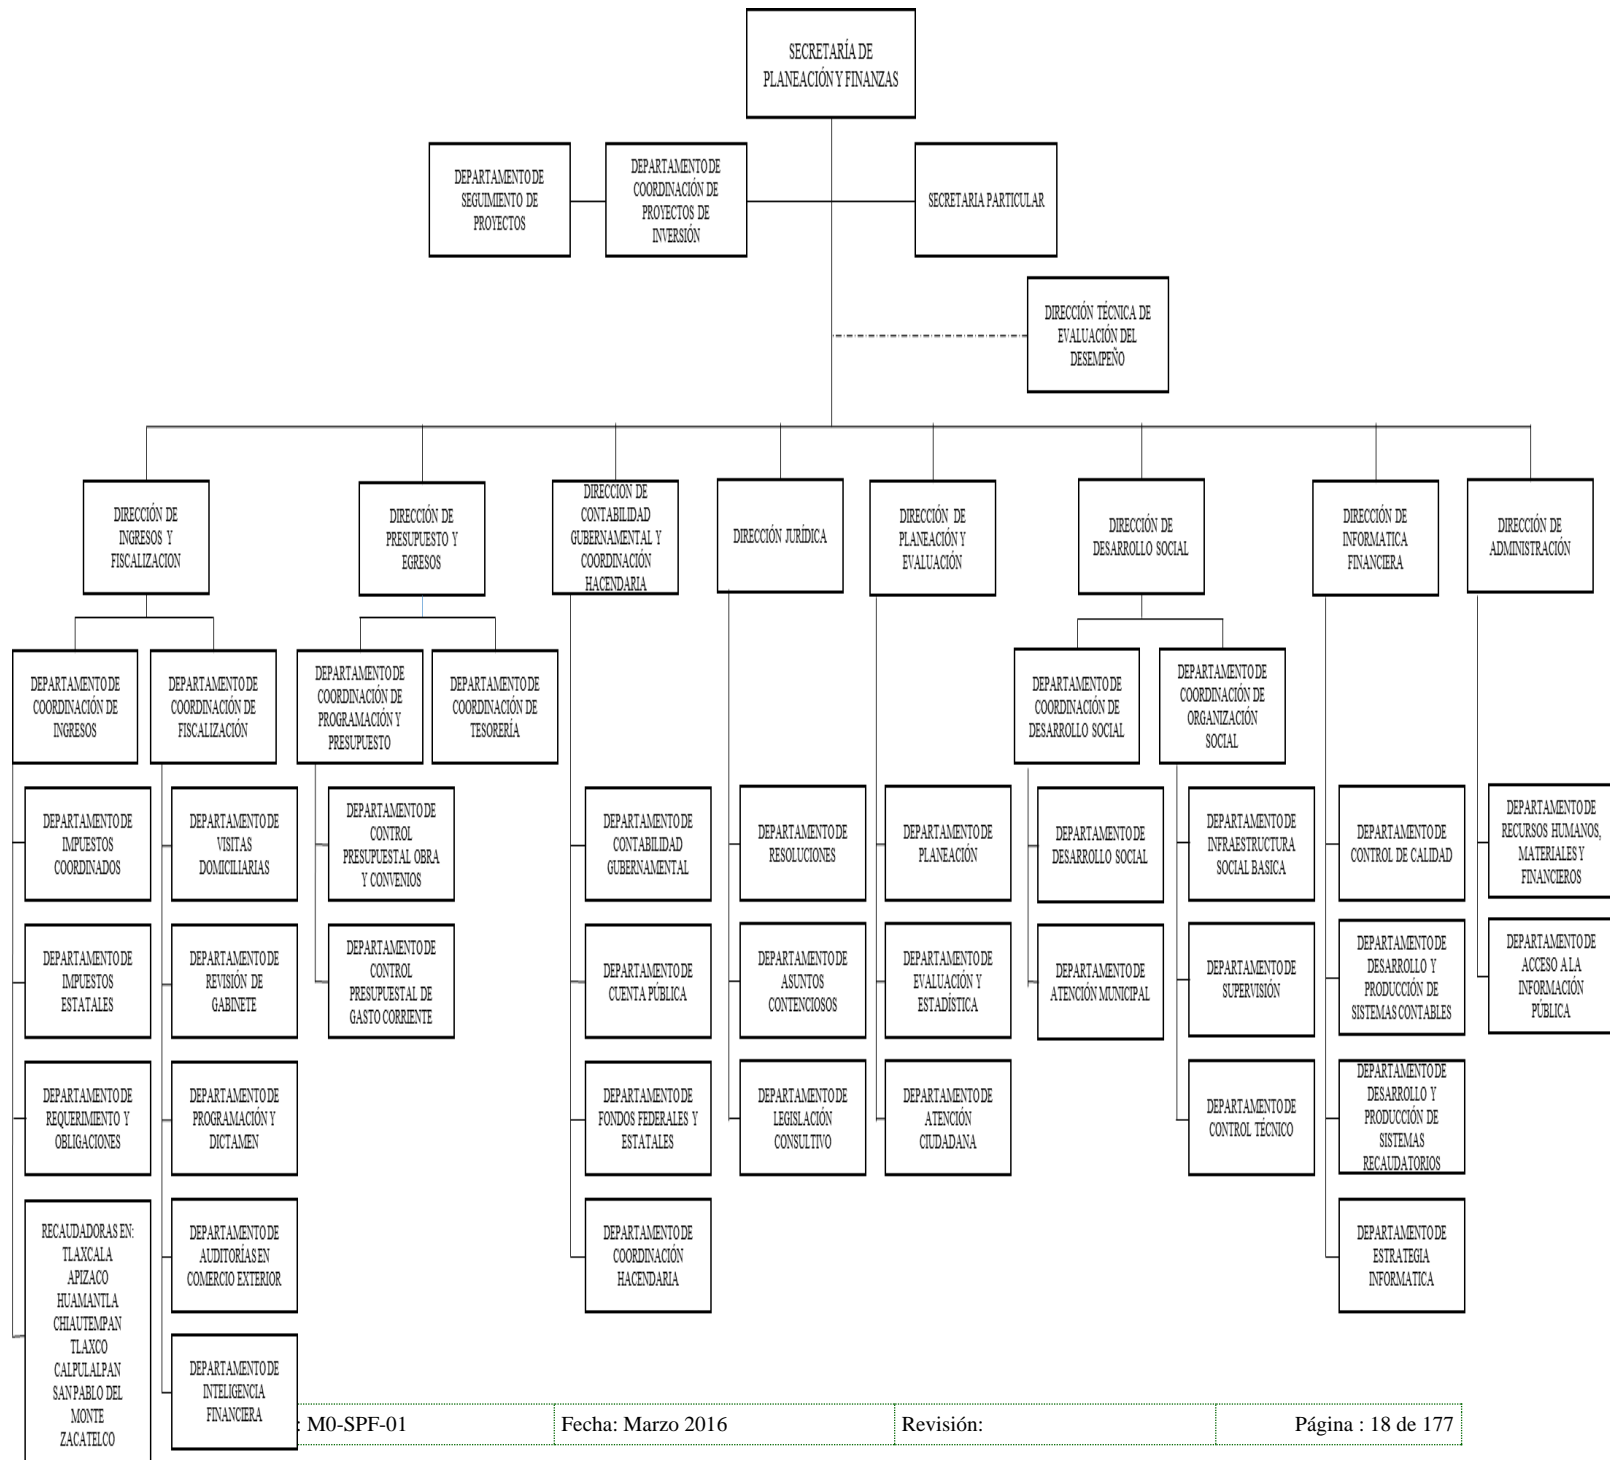 SECRETARÍA DE
PLANEACIÓN Y FINANZAS
DEPARTAMENTO DE
SEGUIMIENTO DE
PROYECTOS
DEPARTAMENTO DE
COORDINACIÓN DE
PROYECTOS DE
INVERSIÓN
SECRETARIA PARTICULAR
DIRECCIÓN TÉCNICA DE
EVALUACIÓN DEL
DESEMPEÑO
DIRECCIÓN DE
INGRESOS Y
FISCALIZACION
DIRECCIÓN DE
PRESUPUESTO Y
EGRESOS
DIRECCIÓN DE
CONTABILIDAD
GUBERNAMENTAL Y
COORDINACIÓN
HACENDARIA
DIRECCIÓN JURÍDICA
DIRECCIÓN DE
PLANEACIÓN Y
EVALUACIÓN
DIRECCIÓN DE
DESARROLLO SOCIAL
DIRECCIÓN DE
INFORMATICA
FINANCIERA
DIRECCIÓN DE
ADMINISTRACIÓN
DEPARTAMENTO DE
COORDINACIÓN DE
INGRESOS
DEPARTAMENTO DE
COORDINACIÓN DE
FISCALIZACIÓN
DEPARTAMENTO DE
COORDINACIÓN DE
PROGRAMACIÓN Y
PRESUPUESTO
DEPARTAMENTO DE
COORDINACIÓN DE
TESORERÍA
DEPARTAMENTO DE
COORDINACIÓN DE
DESARROLLO SOCIAL
DEPARTAMENTO DE
COORDINACIÓN DE
ORGANIZACIÓN
SOCIAL
DEPARTAMENTO DE
IMPUESTOS
COORDINADOS
DEPARTAMENTO DE
VISITAS
DOMICILIARIAS
DEPARTAMENTO DE
CONTROL
PRESUPUESTAL OBRA
Y CONVENIOS
DEPARTAMENTO DE
CONTABILIDAD
GUBERNAMENTAL
DEPARTAMENTO DE
RESOLUCIONES
DEPARTAMENTO DE
PLANEACIÓN
DEPARTAMENTO DE
DESARROLLO SOCIAL
DEPARTAMENTO DE
INFRAESTRUCTURA
SOCIAL BASICA
DEPARTAMENTO DE
CONTROL DE CALIDAD
DEPARTAMENTO DE
RECURSOS HUMANOS,
MATERIALES Y
FINANCIEROS
DEPARTAMENTO DE
IMPUESTOS
ESTATALES
DEPARTAMENTO DE
REVISIÓN DE
GABINETE
DEPARTAMENTO DE
CONTROL
PRESUPUESTAL DE
GASTO CORRIENTE
DEPARTAMENTO DE
CUENTA PÚBLICA
DEPARTAMENTO DE
ASUNTOS
CONTENCIOSOS
DEPARTAMENTO DE
EVALUACIÓN Y
ESTADÍSTICA
DEPARTAMENTO DE
ATENCIÓN MUNICIPAL
DEPARTAMENTO DE
SUPERVISIÓN
DEPARTAMENTO DE
DESARROLLO Y
PRODUCCIÓN DE
SISTEMAS CONTABLES
DEPARTAMENTO DE
ACCESO A LA
INFORMACIÓN
PÚBLICA
DEPARTAMENTO DE
REQUERIMIENTO Y
OBLIGACIONES
DEPARTAMENTO DE
PROGRAMACIÓN Y
DICTAMEN
DEPARTAMENTO DE
FONDOS FEDERALES Y
ESTATALES
DEPARTAMENTO DE
LEGISLACIÓN
CONSULTIVO
DEPARTAMENTO DE
ATENCIÓN
CIUDADANA
DEPARTAMENTO DE
CONTROL TÉCNICO
DEPARTAMENTO DE
DESARROLLO Y
PRODUCCIÓN DE
SISTEMAS
RECAUDATORIOS
RECAUDADORAS EN:
TLAXCALA
APIZACO
HUAMANTLA
CHIAUTEMPAN
TLAXCO
CALPULALPAN
SAN PABLO DEL
MONTE
ZACATELCO
DEPARTAMENTO DE
AUDITORÍAS EN
COMERCIO EXTERIOR
DEPARTAMENTO DE
COORDINACIÓN
HACENDARIA
DEPARTAMENTO DE
ESTRATEGIA
INFORMATICA
DEPARTAMENTO DE
INTELIGENCIA
FINANCIERA
: M0-SPF-01
Fecha: Marzo 2016
Revisión:
Página : 18 de 177